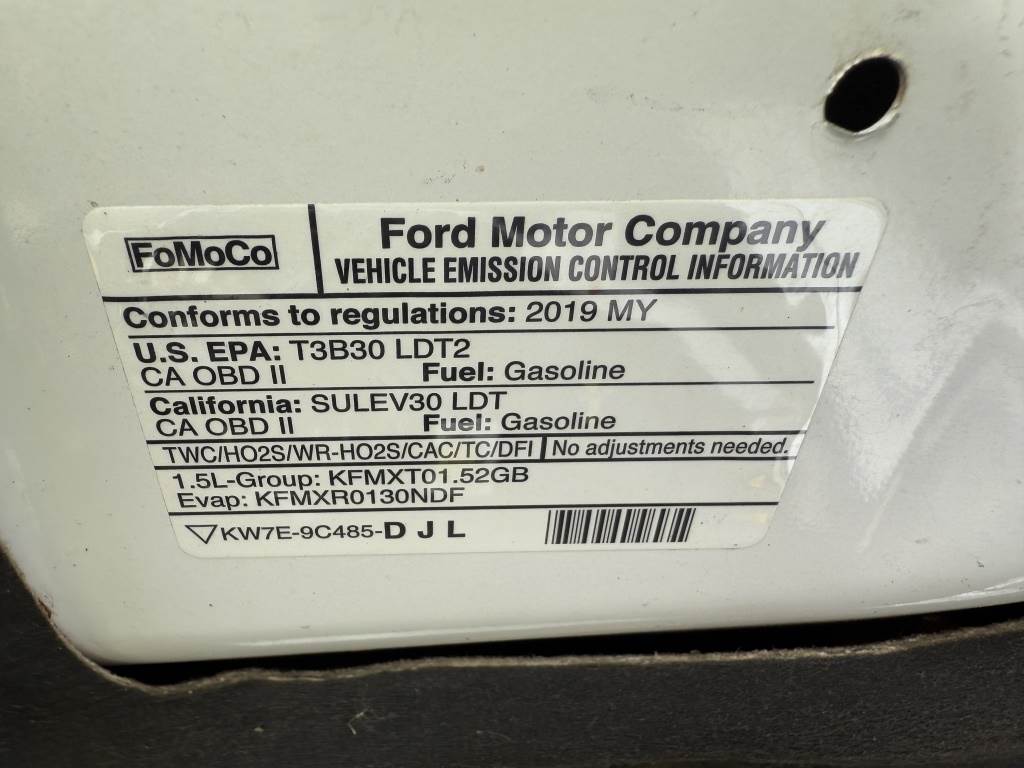 FoMoCo
Ford Motor Company
VEHICLE EMISSION CONTROL INFORMATION
Conforms to regulations: 2019 MY
U.S. EPA: T3B30 LDT2
CA OBD II Fuel: Gasoline
California: SULEV30 LDT
CA OBD II Fuel: Gasoline
TWC/HO2S/WR-HO2S/CAC/TC/DFI No adjustments needed.
1.5L-Group: KFMXT01.52GB
Evap: KFMXR0130NDF
KW7E-9C485-D J L